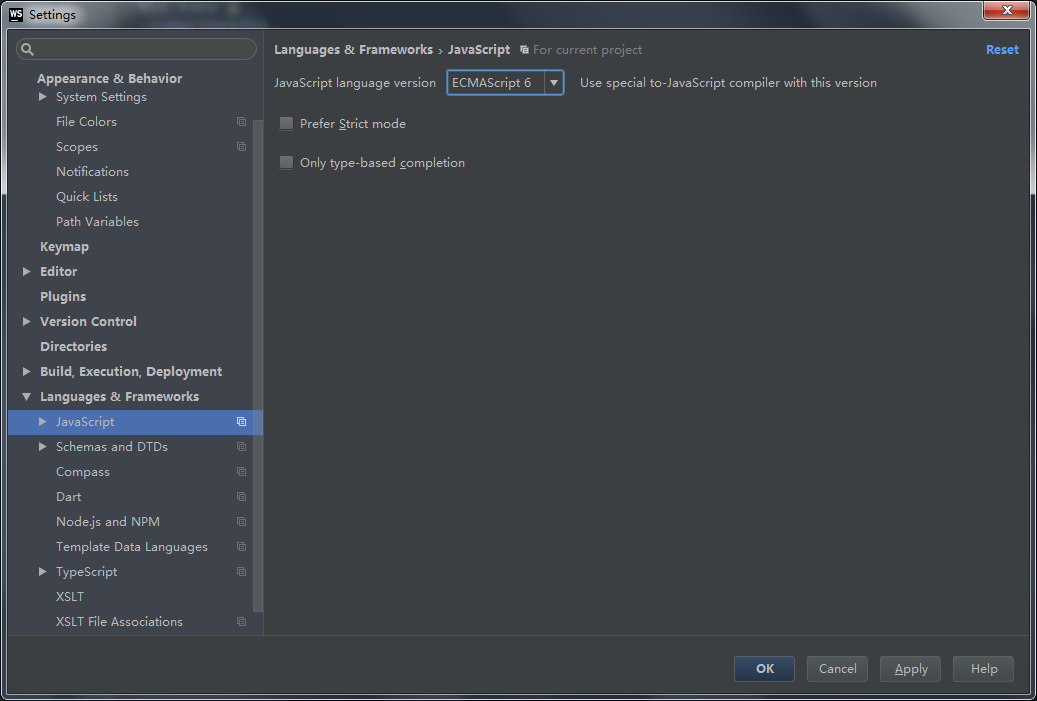 WS Settings
Appearance & Behavior
System Settings
File Colors
Scopes
Notifications
Quick Lists
Path Variables
Keymap
Editor
Plugins
Version Control
Directories
Build, Execution, Deployment
Languages & Frameworks
JavaScript
Schemas and DTDs
Compass
Dart
Node.js and NPM
Template Data Languages
TypeScript
XSLT
XSLT File Associations
Languages & Frameworks › JavaScript For current project Reset
JavaScript language version ECMAScript 6 Use special to-JavaScript compiler with this version
Prefer Strict mode
Only type-based completion
OK Cancel Apply Help